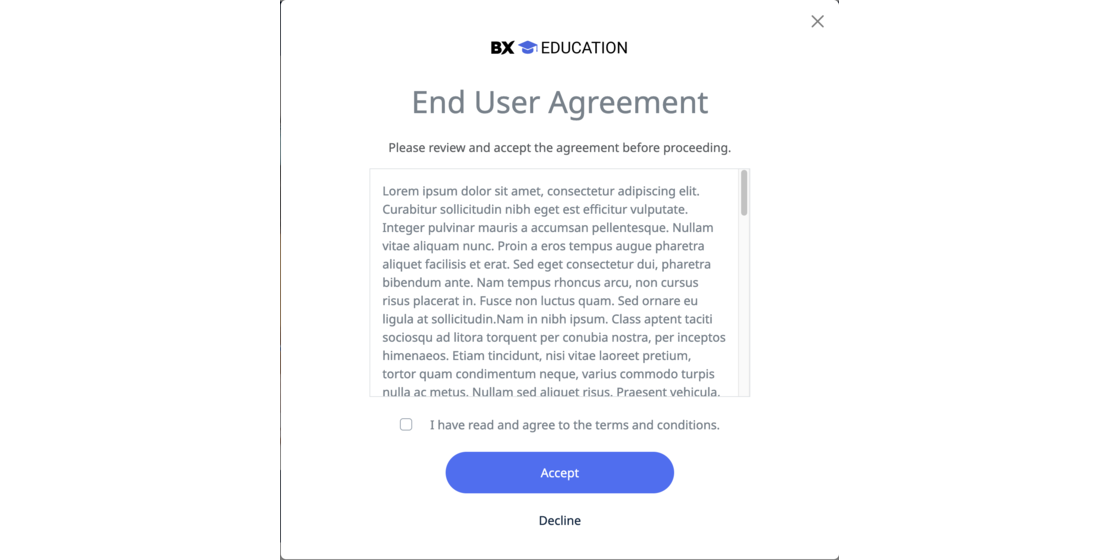 BX EDUCATION
End User Agreement
Please review and accept the agreement before proceeding.
Lorem ipsum dolor sit amet, consectetur adipiscing elit.
Curabitur sollicitudin nibh eget est efficitur vulputate.
Integer pulvinar mauris a accumsan pellentesque. Nullam
vitae aliquam nunc. Proin a eros tempus augue pharetra
aliquet facilisis et erat. Sed eget consectetur dui, pharetra
bibendum ante. Nam tempus rhoncus arcu, non cursus
risus placerat in. Fusce non luctus quam. Sed ornare eu
ligula at sollicitudin.Nam in nibh ipsum. Class aptent taciti
sociosqu ad litora torquent per conubia nostra, per inceptos
himenaeos. Etiam tincidunt, nisi vitae laoreet pretium,
tortor quam condimentum neque, varius commodo turpis
nulla ac metus. Nullam sed aliquet risus. Praesent vehicula,
I have read and agree to the terms and conditions.
Accept
Decline